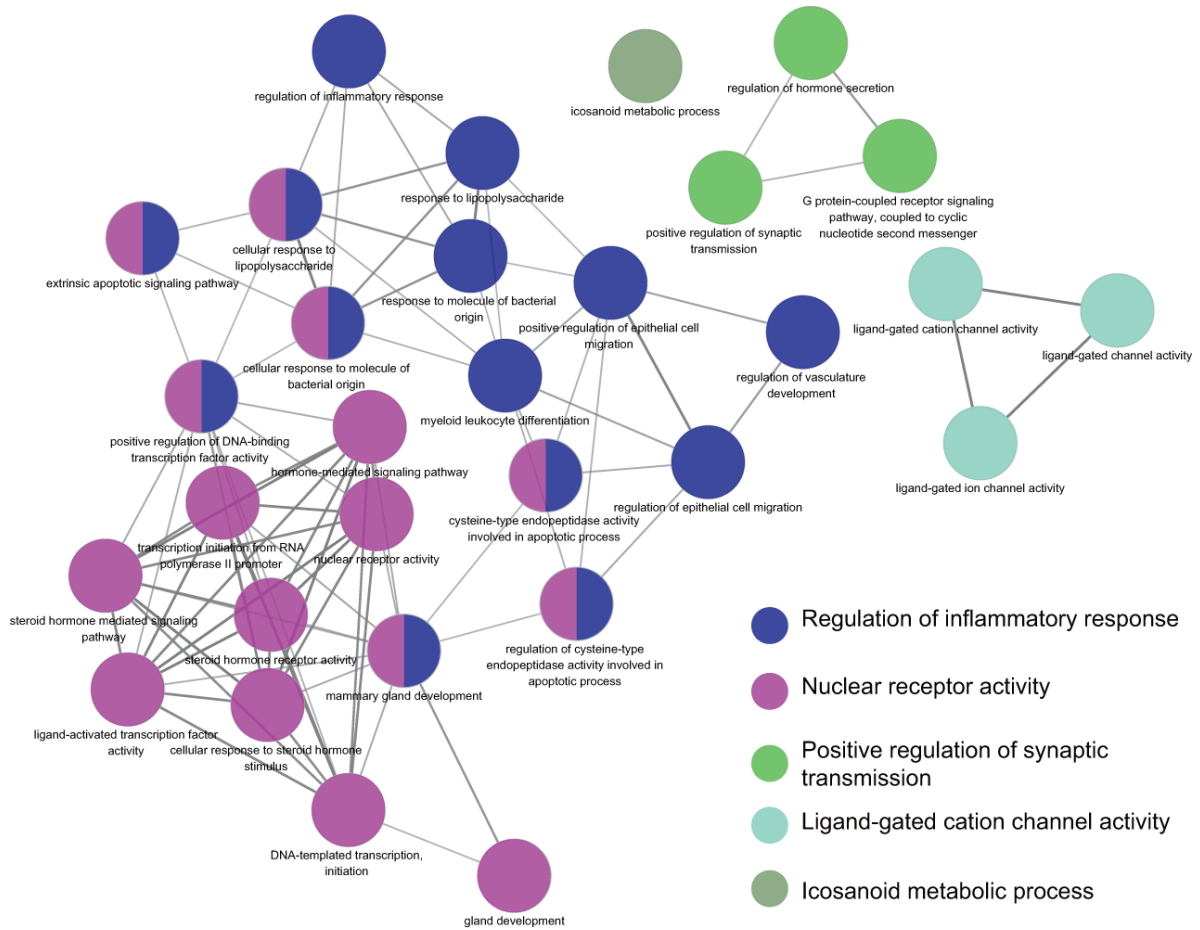 regulation of inflammatory response
icosanoid metabolic process
regulation of hormone secretion
response to lipopolysaccharide
G protein-coupled receptor signaling
pathway, coupled to cyclic
nucleotide second messenger
positive regulation of synaptic
transmission
cellular response to
lipopolysaccharide
extrinsic apoptotic signaling pathway
response to molecule of bacterial
origin
positive regulation of epithelial cell
migration
ligand-gated cation channel activity
ligand-gated channel activity
cellular response to molecule of
bacterial origin
regulation of vasculature
development
myeloid leukocyte differentiation
positive regulation of DNA-binding
transcription factor activity
hormone-mediated signaling pathway
ligand-gated ion channel activity
regulation of epithelial cell migration
cysteine-type endopeptidase activity
involved in apoptotic process
transcription initiation from RNA
polymerase II promoter
nuclear receptor activity
steroid hormone mediated signaling
pathway
steroid hormone receptor activity
regulation of cysteine-type
endopeptidase activity involved in
apoptotic process
mammary gland development
ligand-activated transcription factor
activity
cellular response to steroid hormone
stimulus
DNA-templated transcription,
initiation
gland development
Regulation of inflammatory response
Nuclear receptor activity
Positive regulation of synaptic
transmission
Ligand-gated cation channel activity
Icosanoid metabolic process